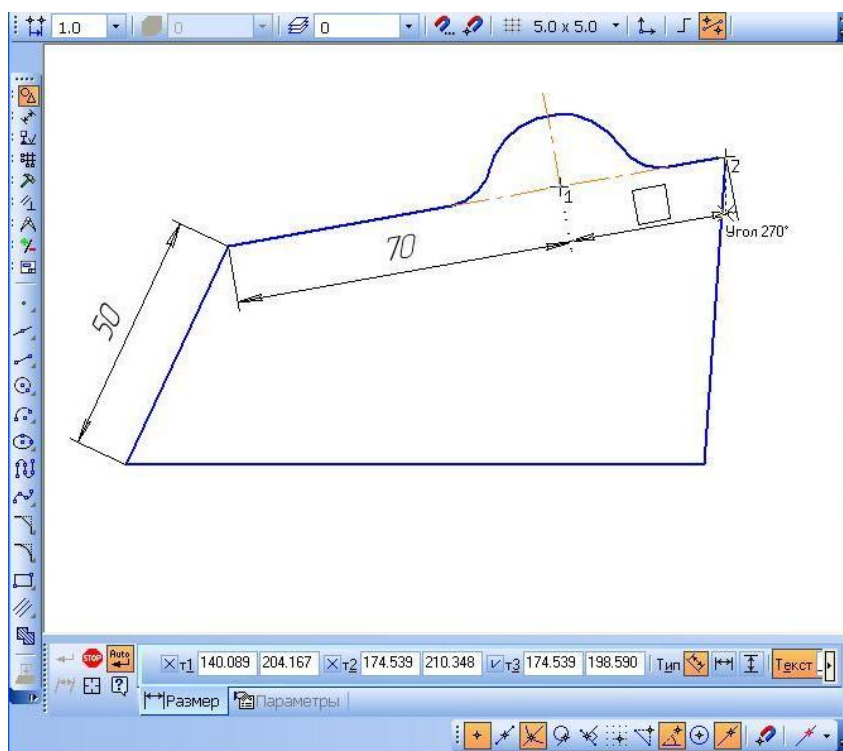 1.0 0 0 5.0 x 5.0
2
1
Угол 270°
70
50
STOP Auto т1 140.089 204.167 т2 174.539 210.348 т3 174.539 198.590 Тип Текст
Размер Параметры